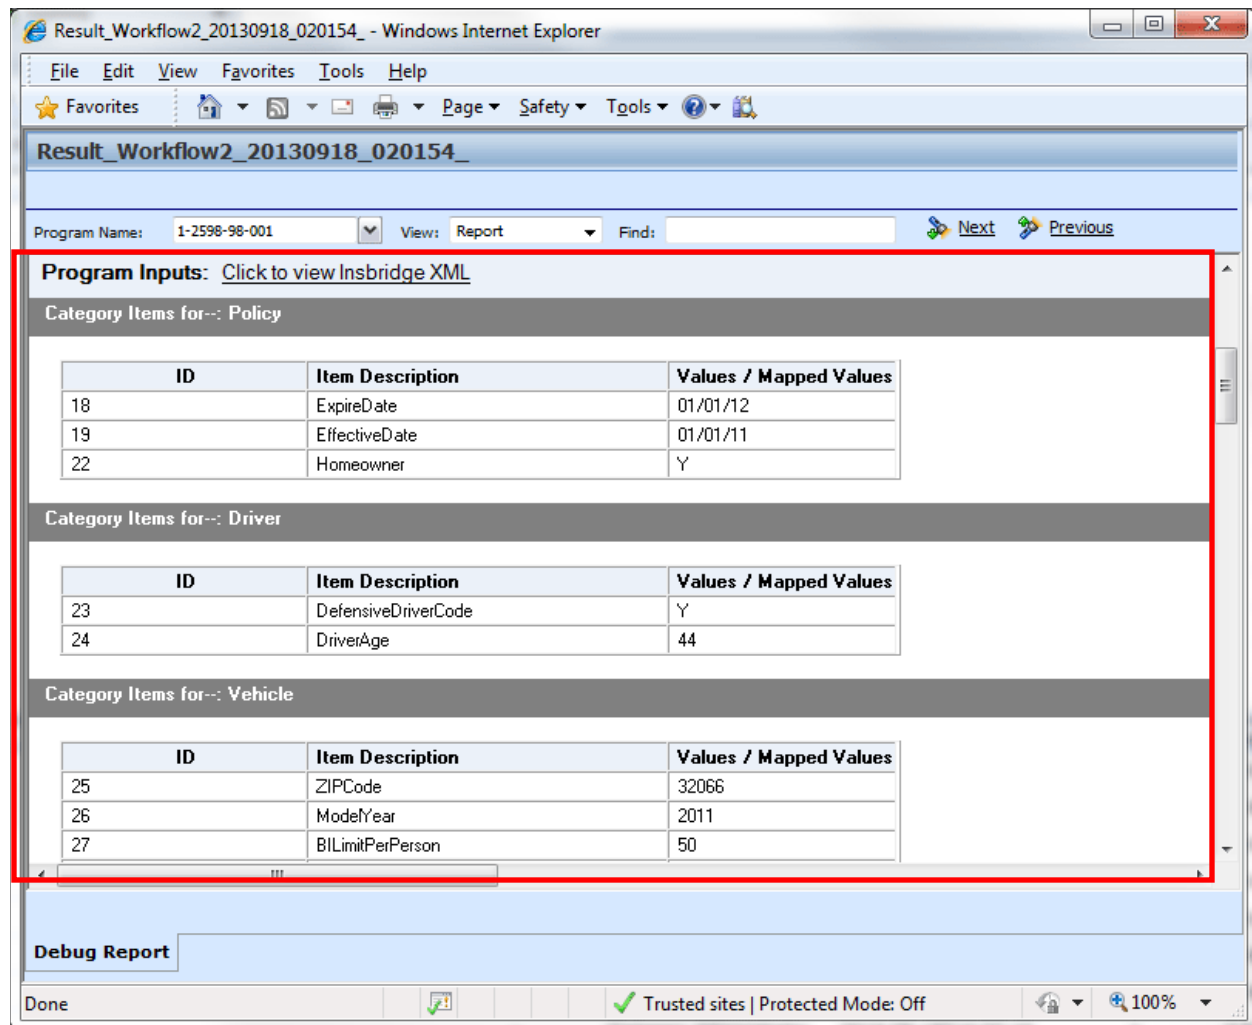 Result_Workflow2_20130918_020154_ - Windows Internet Explorer
File Edit View Favorites Tools Help
Favorites Page Safety Tools
Result_Workflow2_20130918_020154_
Program Name: 1-2598-98-001 View: Report Find: Next Previous
Program Inputs: Click to view Insbridge XML
Category Items for--: Policy
ID Item Description Values / Mapped Values
18 ExpireDate 01/01/12
19 EffectiveDate 01/01/11
22 Homeowner Y
Category Items for--: Driver
ID Item Description Values / Mapped Values
23 DefensiveDriverCode Y
24 DriverAge 44
Category Items for--: Vehicle
ID Item Description Values / Mapped Values
25 ZIPCode 32066
26 ModelYear 2011
27 BILimitPerPerson 50
Debug Report
Done Trusted sites | Protected Mode: Off 100%